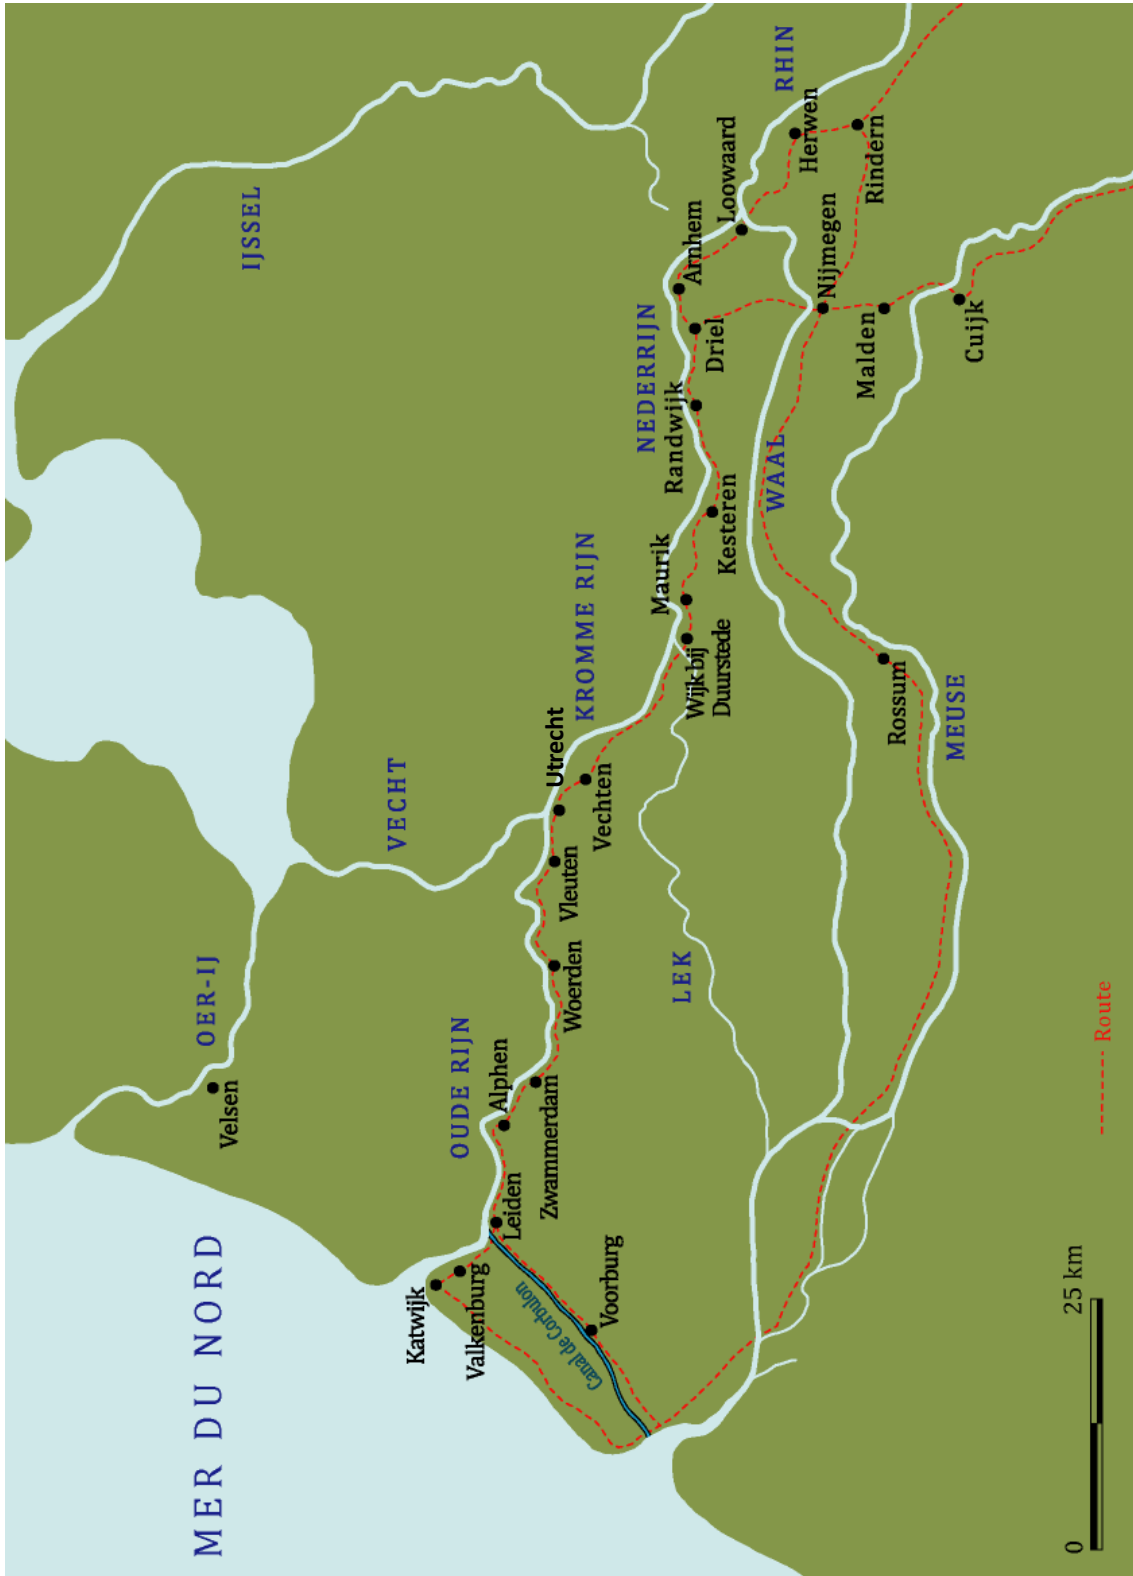 MER DU NORD
OER-IJ
Velsen
VECHT
IJSSEL
Katwijk
Valkenburg
Leiden
OUDE RIJN
Alphen
Zwammerdam
Woerden
Vleuten
Utrecht
Vechten
KROMME RIJN
Maurik
Wijk bij
Duurstede
Kesteren
NEDERRIJN
Randwijk
Driel
Arnhem
Loowaard
RHIN
Herwen
Rindern
Canal de Corbulon
Voorburg
LEK
WAAL
Nijmegen
Malden
Cuijk
Rossum
MEUSE
0
25 km
Route